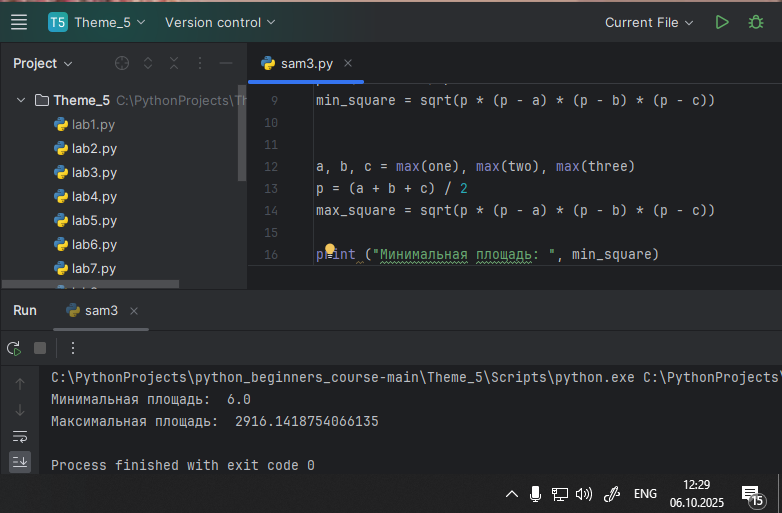 T5 Theme_5 Version control Current File
Project
sam3.py
Theme_5 C:\PythonProjects\Th
lab1.py
lab2.py
lab3.py
lab4.py
lab5.py
lab6.py
lab7.py
9 min_square = sqrt(p * (p - a) * (p - b) * (p - c))
10
11
12 a, b, c = max(one), max(two), max(three)
13 p = (a + b + c) / 2
14 max_square = sqrt(p * (p - a) * (p - b) * (p - c))
15
16 print ("Минимальная площадь: ", min_square)
Run sam3
C:\PythonProjects\python_beginners_course-main\Theme_5\Scripts\python.exe C:\PythonProjects\
Минимальная площадь:  6.0
Максимальная площадь:  2916.1418754066135
Process finished with exit code 0
ENG
12:29
06.10.2025
15